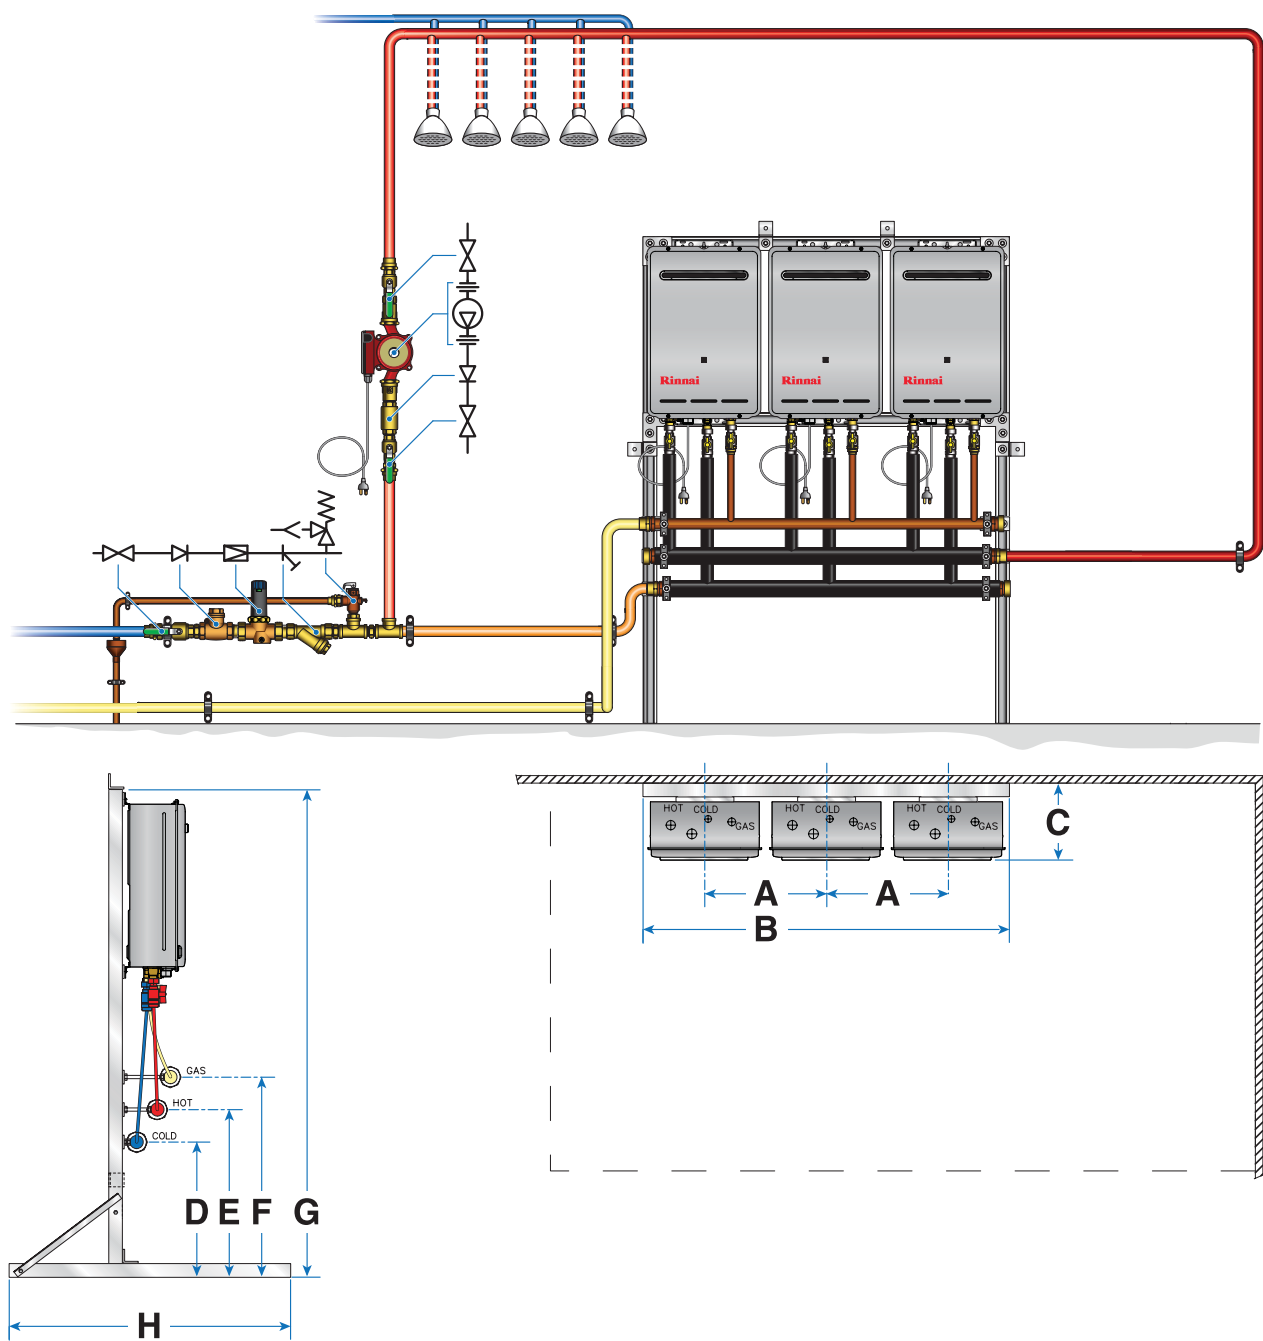 Rinnai Rinnai Rinnai
HOT COLD GAS HOT COLD GAS HOT COLD GAS
C
A A
B
GAS
HOT
COLD
D E F G
H